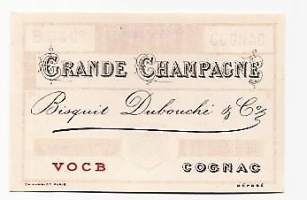 GRANDE CHAMPAGNE
Bisquit Dubouché & Co.
VOCB COGNAC
DÉPOSÉ